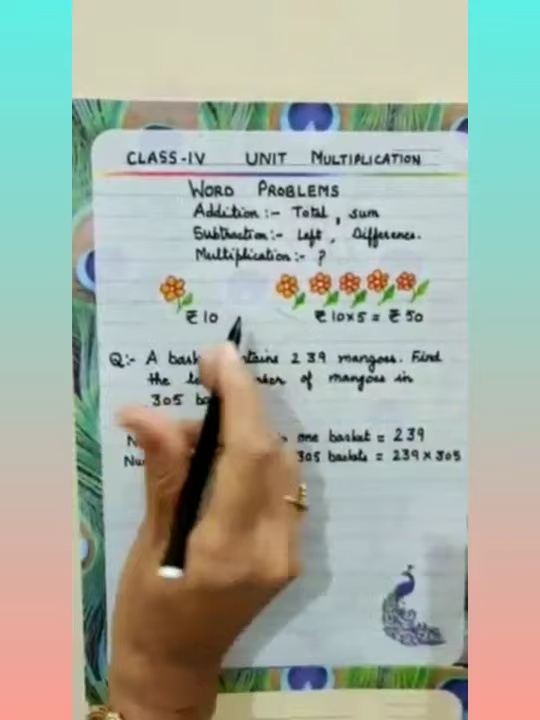 CLASS-IV UNIT MULTIPLICATION
WORD PROBLEMS
Addition:- Total, sum
Subtraction:- Left, Difference.
Multiplication:- ?
₹ 10 ₹ 10×5 = ₹ 50
Q:- A 239 mangoes. Find
the of mangoes in
305
one basket = 239
305 baskets = 239×305